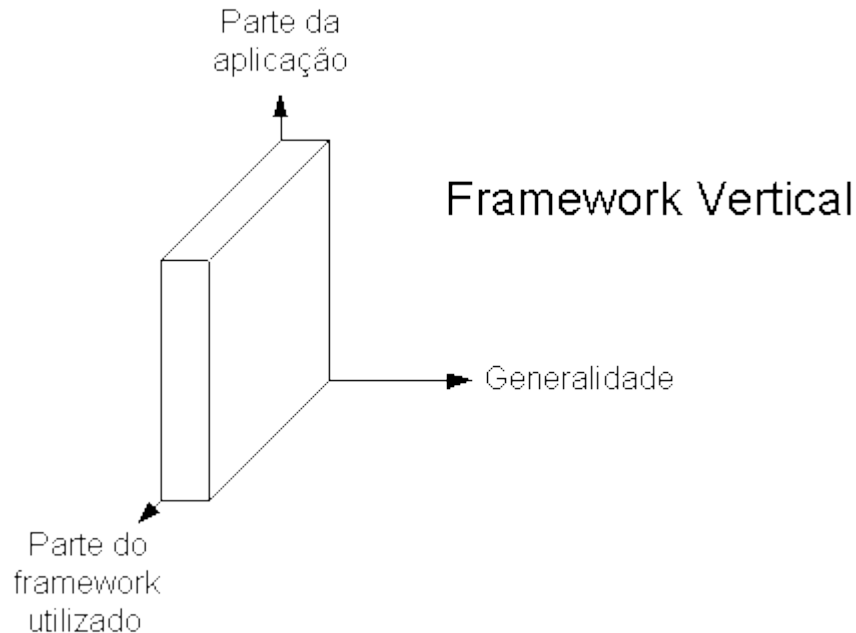 Parte da
aplicação
Framework Vertical
Generalidade
Parte do
framework
utilizado